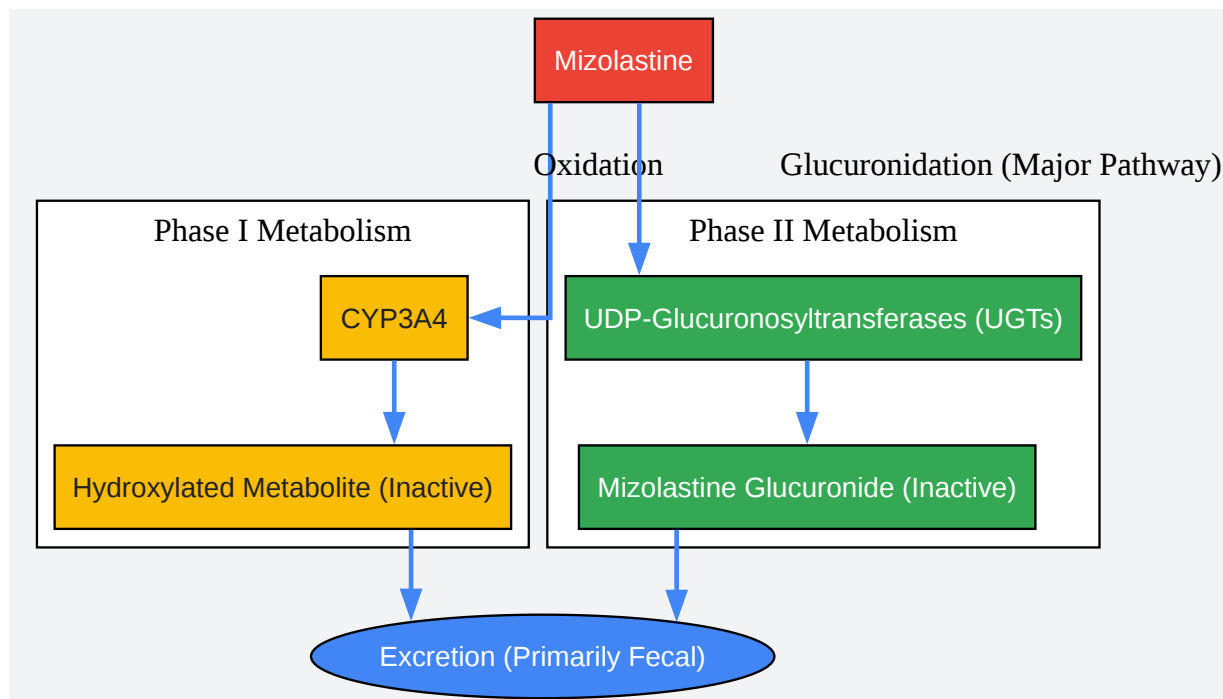 Mizolastine
Oxidation
Glucuronidation (Major Pathway)
Phase I Metabolism
Phase II Metabolism
CYP3A4
UDP-Glucuronosyltransferases (UGTs)
Hydroxylated Metabolite (Inactive)
Mizolastine Glucuronide (Inactive)
Excretion (Primarily Fecal)